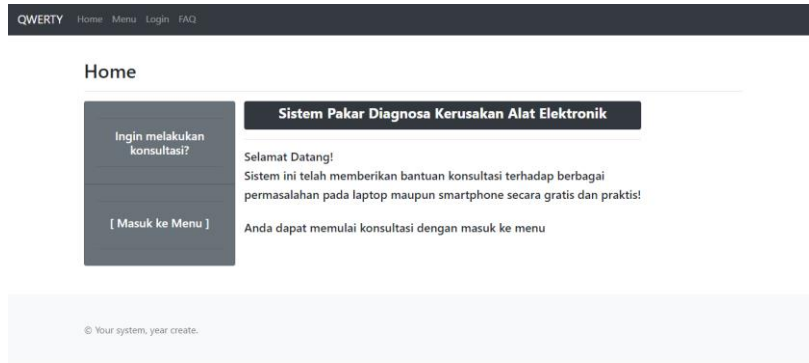 QWERTY Home Menu Login FAQ
Home
Ingin melakukan
konsultasi?
[ Masuk ke Menu ]
Sistem Pakar Diagnosa Kerusakan Alat Elektronik
Selamat Datang!
Sistem ini telah memberikan bantuan konsultasi terhadap berbagai
permasalahan pada laptop maupun smartphone secara gratis dan praktis!
Anda dapat memulai konsultasi dengan masuk ke menu
© Your system, year create.